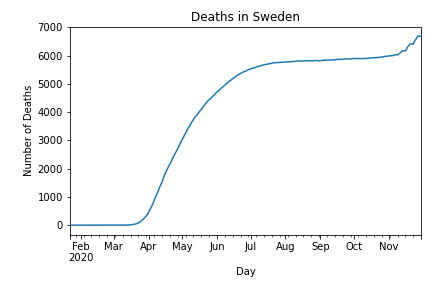 Deaths in Sweden
7000
6000
5000
4000
3000
2000
1000
0
Number of Deaths
Feb Mar Apr May Jun Jul Aug Sep Oct Nov
2020
Day